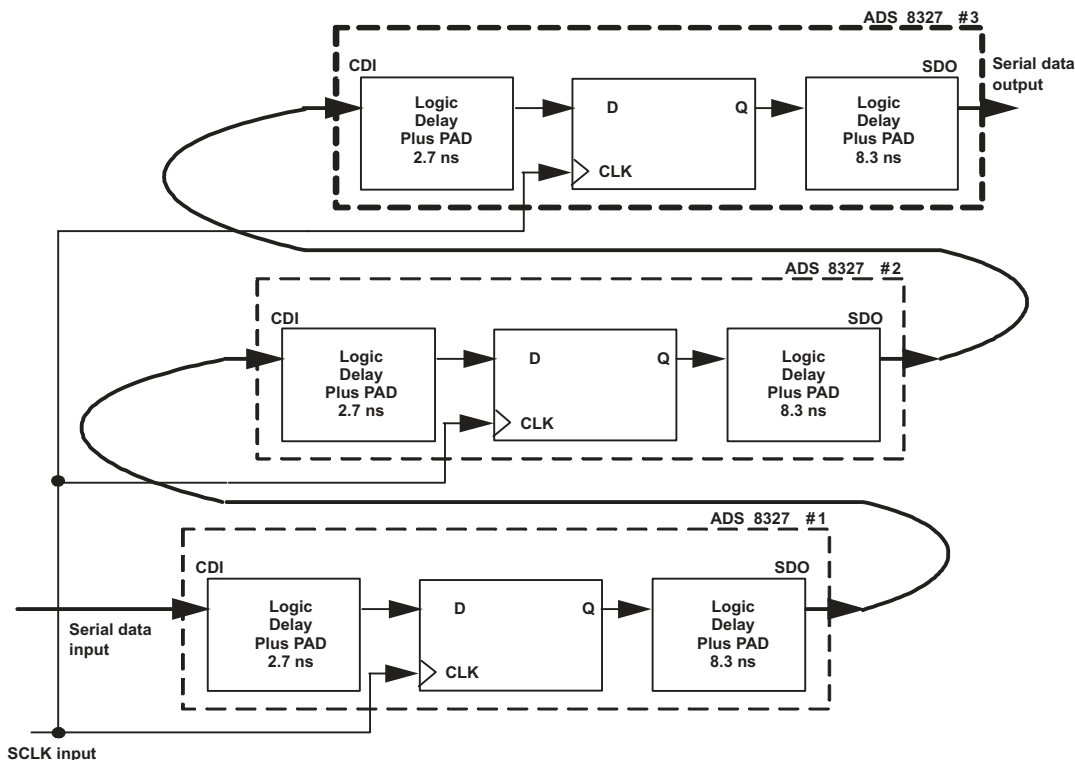 ADS 8327 #3
CDI
SDO
Serial data
output
Logic
Delay
Plus PAD
2.7 ns
D
Q
CLK
Logic
Delay
Plus PAD
8.3 ns
ADS 8327 #2
CDI
SDO
Logic
Delay
Plus PAD
2.7 ns
D
Q
CLK
Logic
Delay
Plus PAD
8.3 ns
ADS 8327 #1
CDI
SDO
Serial data
input
Logic
Delay
Plus PAD
2.7 ns
D
Q
CLK
Logic
Delay
Plus PAD
8.3 ns
SCLK input